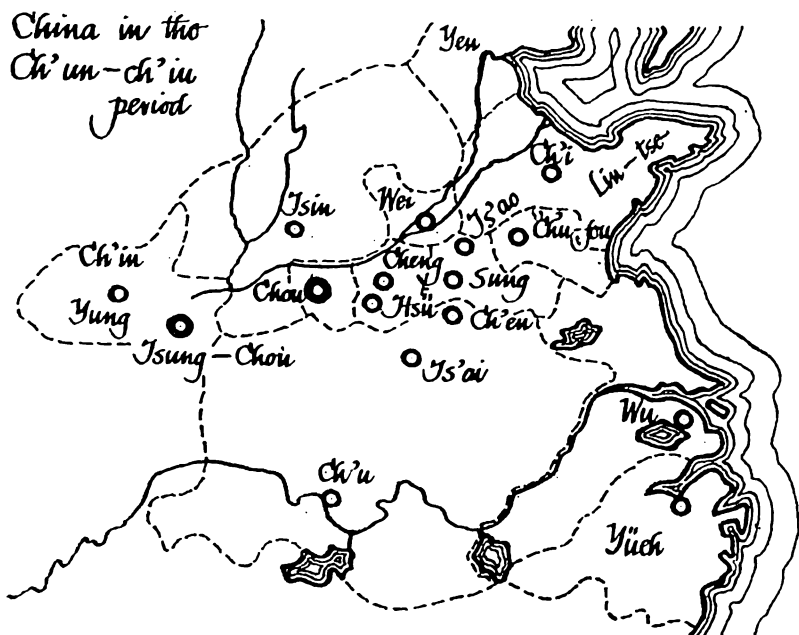 China in the
Ch'un-ch'iu
period
Yen
Ch'i
Lin-tse
Wei
Ts'ao
Tsin
Chu-fou
Ch'in
Cheng
Chou
Sung
Yung
Hsü
Ch'en
Tsung-Chou
Ts'ai
Wu
Ch'u
Yüeh